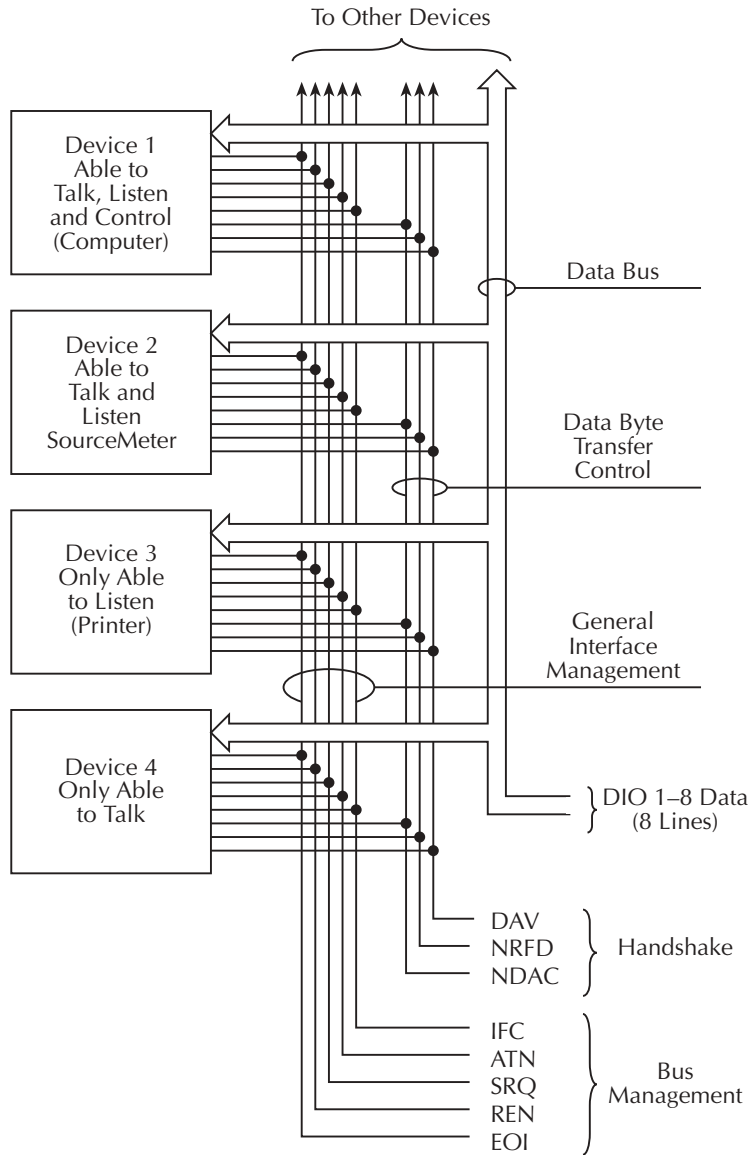 To Other Devices
Device 1
Able to
Talk, Listen
and Control
(Computer)
Data Bus
Device 2
Able to
Talk and
Listen
SourceMeter
Data Byte
Transfer
Control
Device 3
Only Able
to Listen
(Printer)
General
Interface
Management
Device 4
Only Able
to Talk
DIO 1–8 Data
(8 Lines)
DAV
NRFD
NDAC
Handshake
IFC
ATN
SRQ
REN
EOI
Bus
Management